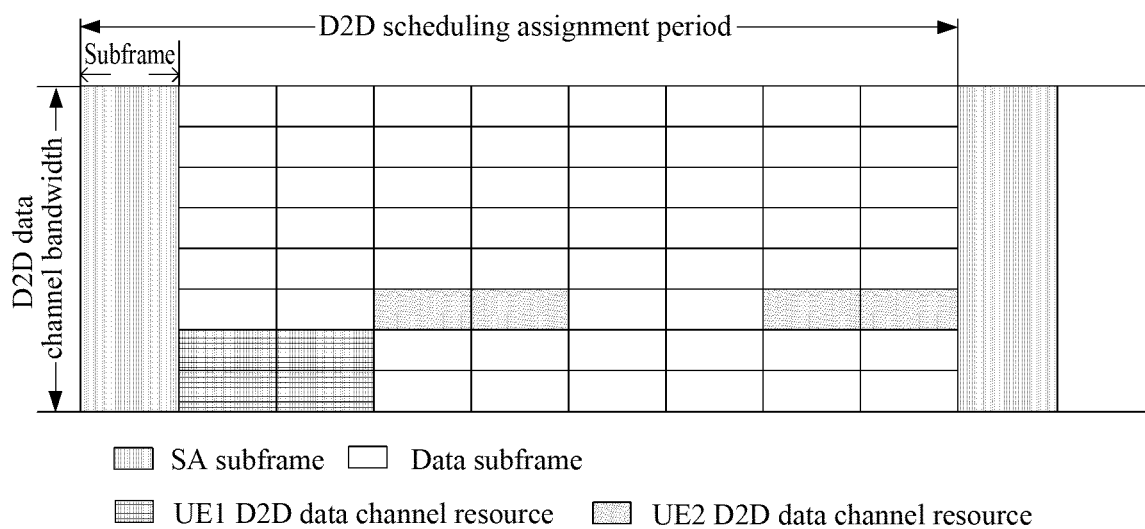 D2D scheduling assignment period
Subframe
D2D data
channel bandwidth
SA subframe
Data subframe
UE1 D2D data channel resource
UE2 D2D data channel resource